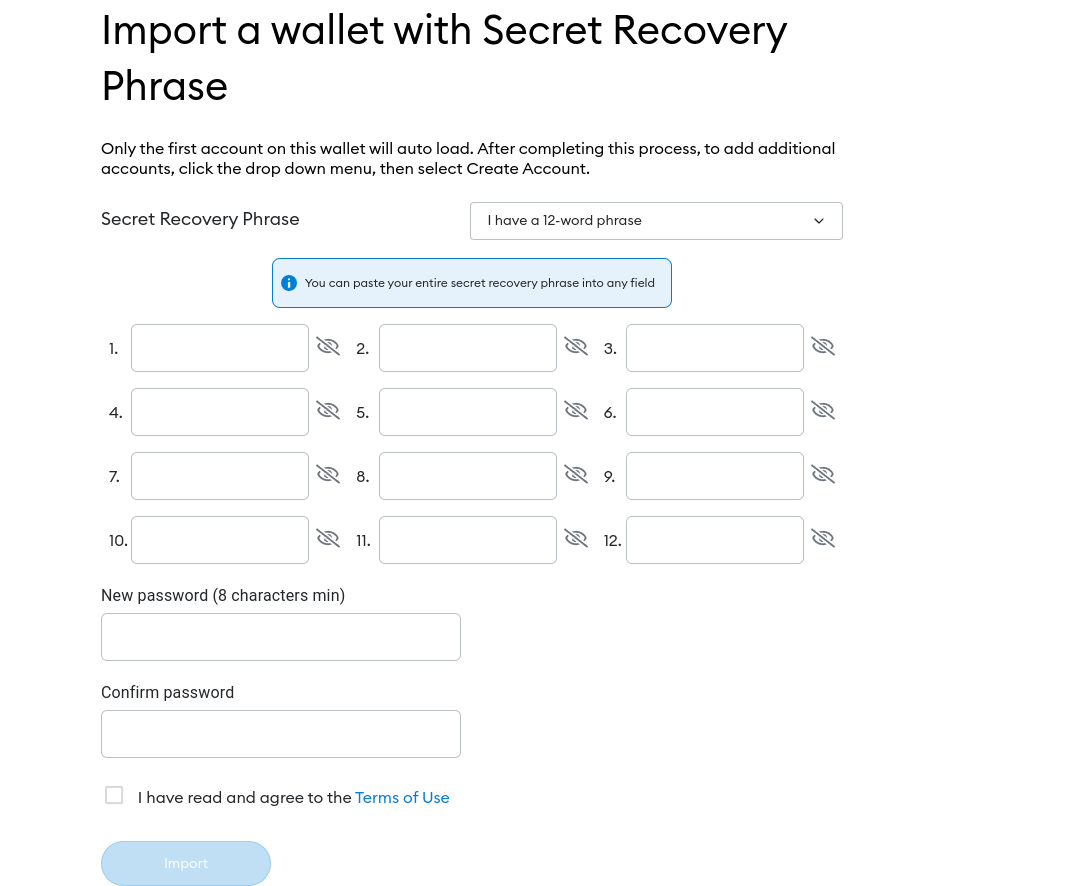 Import a wallet with Secret Recovery
Phrase
Only the first account on this wallet will auto load. After completing this process, to add additional
accounts, click the drop down menu, then select Create Account.
Secret Recovery Phrase
I have a 12-word phrase
You can paste your entire secret recovery phrase into any field
1. 2. 3.
4. 5. 6.
7. 8. 9.
10. 11. 12.
New password (8 characters min)
Confirm password
I have read and agree to the Terms of Use
Import